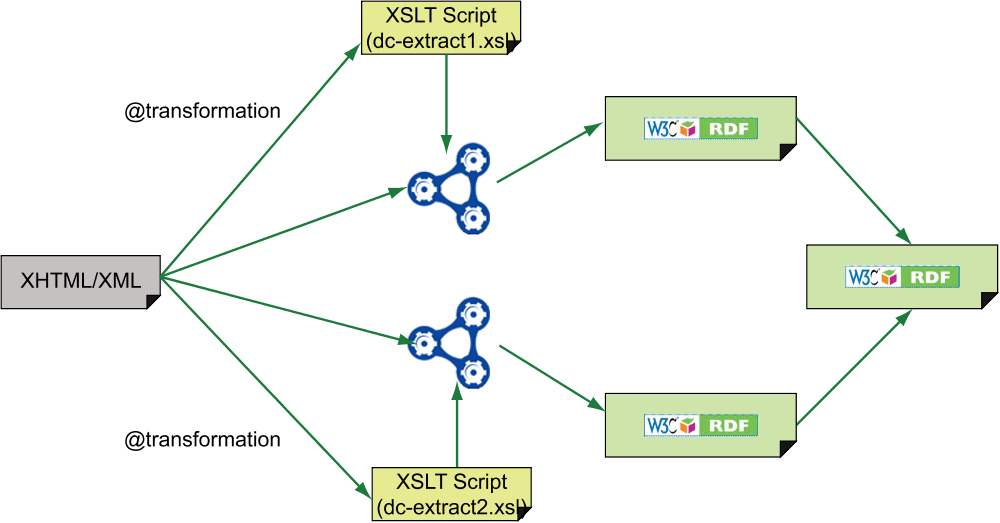 XSLT Script
(dc-extract1.xsl)
@transformation
W3C RDF
XHTML/XML
W3C RDF
W3C RDF
@transformation
XSLT Script
(dc-extract2.xsl)